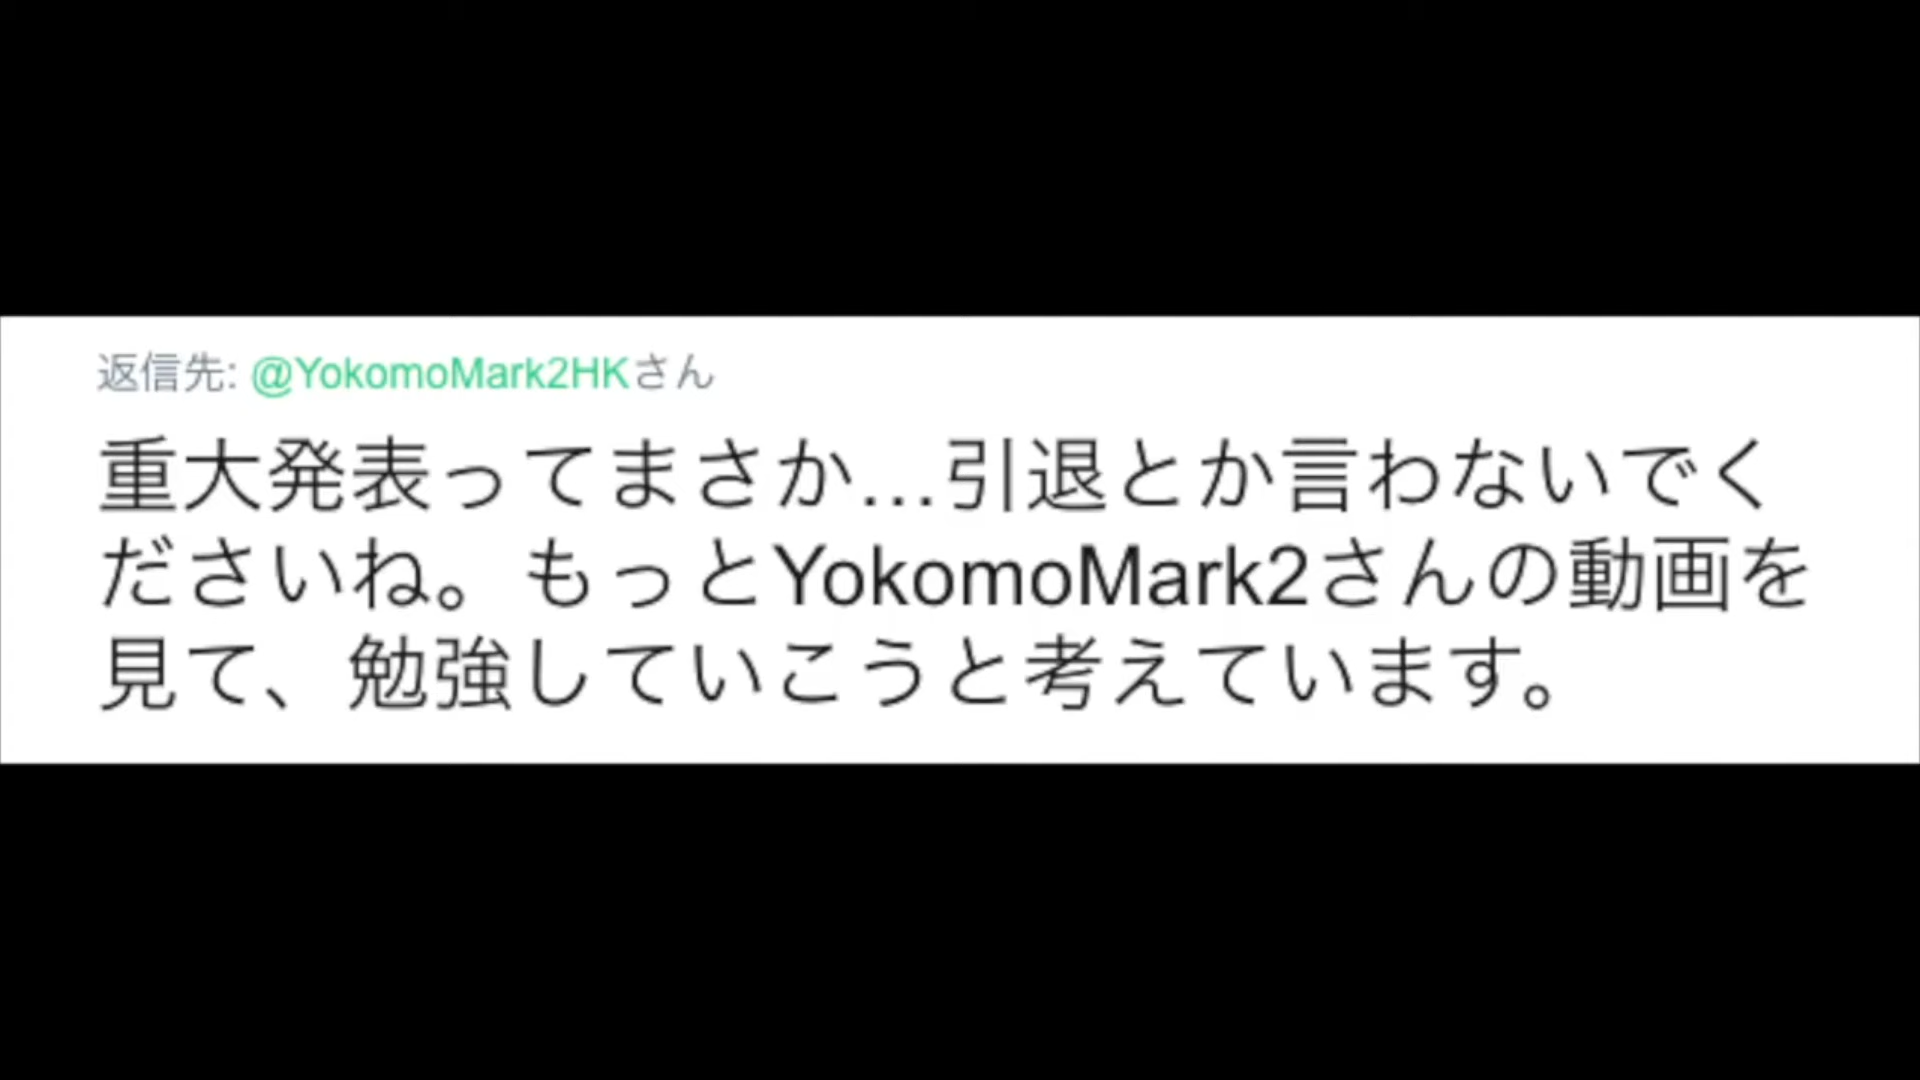 返信先: @YokomoMark2HKさん
重大発表ってまさか…引退とか言わないでく
ださいね。もっとYokomoMark2さんの動画を
見て、勉強していこうと考えています。